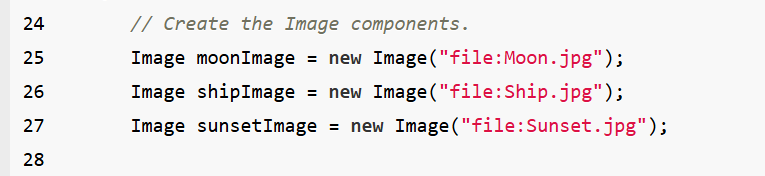 24 // Create the Image components.
25 Image moonImage = new Image("file:Moon.jpg");
26 Image shipImage = new Image("file:Ship.jpg");
27 Image sunsetImage = new Image("file:Sunset.jpg");
28